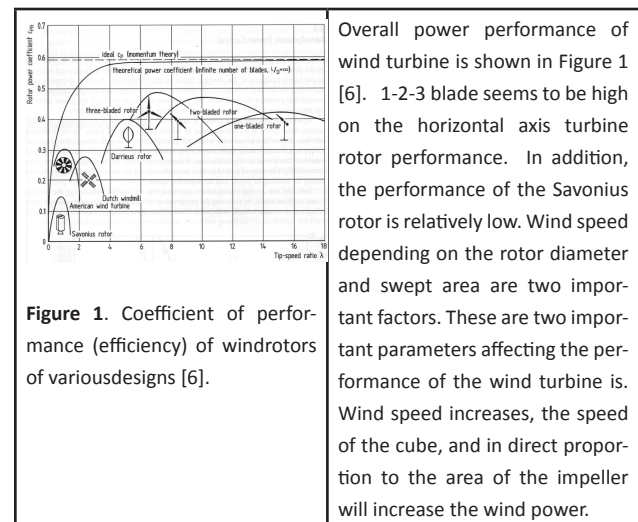 0.7
0.6
0.5
0.4
0.3
0.2
0.1
0
Rotor power coefficient cPR
ideal cP (momentum theory)
theoretical power coefficient (infinite number of blades, L/D=∞)
three-bladed rotor
two-bladed rotor
one-bladed rotor
Darrieus rotor
Dutch windmill
American wind turbine
Savonius rotor
0 2 4 6 8 10 12 14 16 18
Tip-speed ratio λ
Figure 1. Coefficient of perfor-
mance (efficiency) of windrotors
of variousdesigns [6].
Overall power performance of
wind turbine is shown in Figure 1
[6]. 1-2-3 blade seems to be high
on the horizontal axis turbine
rotor performance. In addition,
the performance of the Savonius
rotor is relatively low. Wind speed
depending on the rotor diameter
and swept area are two impor-
tant factors. These are two impor-
tant parameters affecting the per-
formance of the wind turbine is.
Wind speed increases, the speed
of the cube, and in direct propor-
tion to the area of the impeller
will increase the wind power.